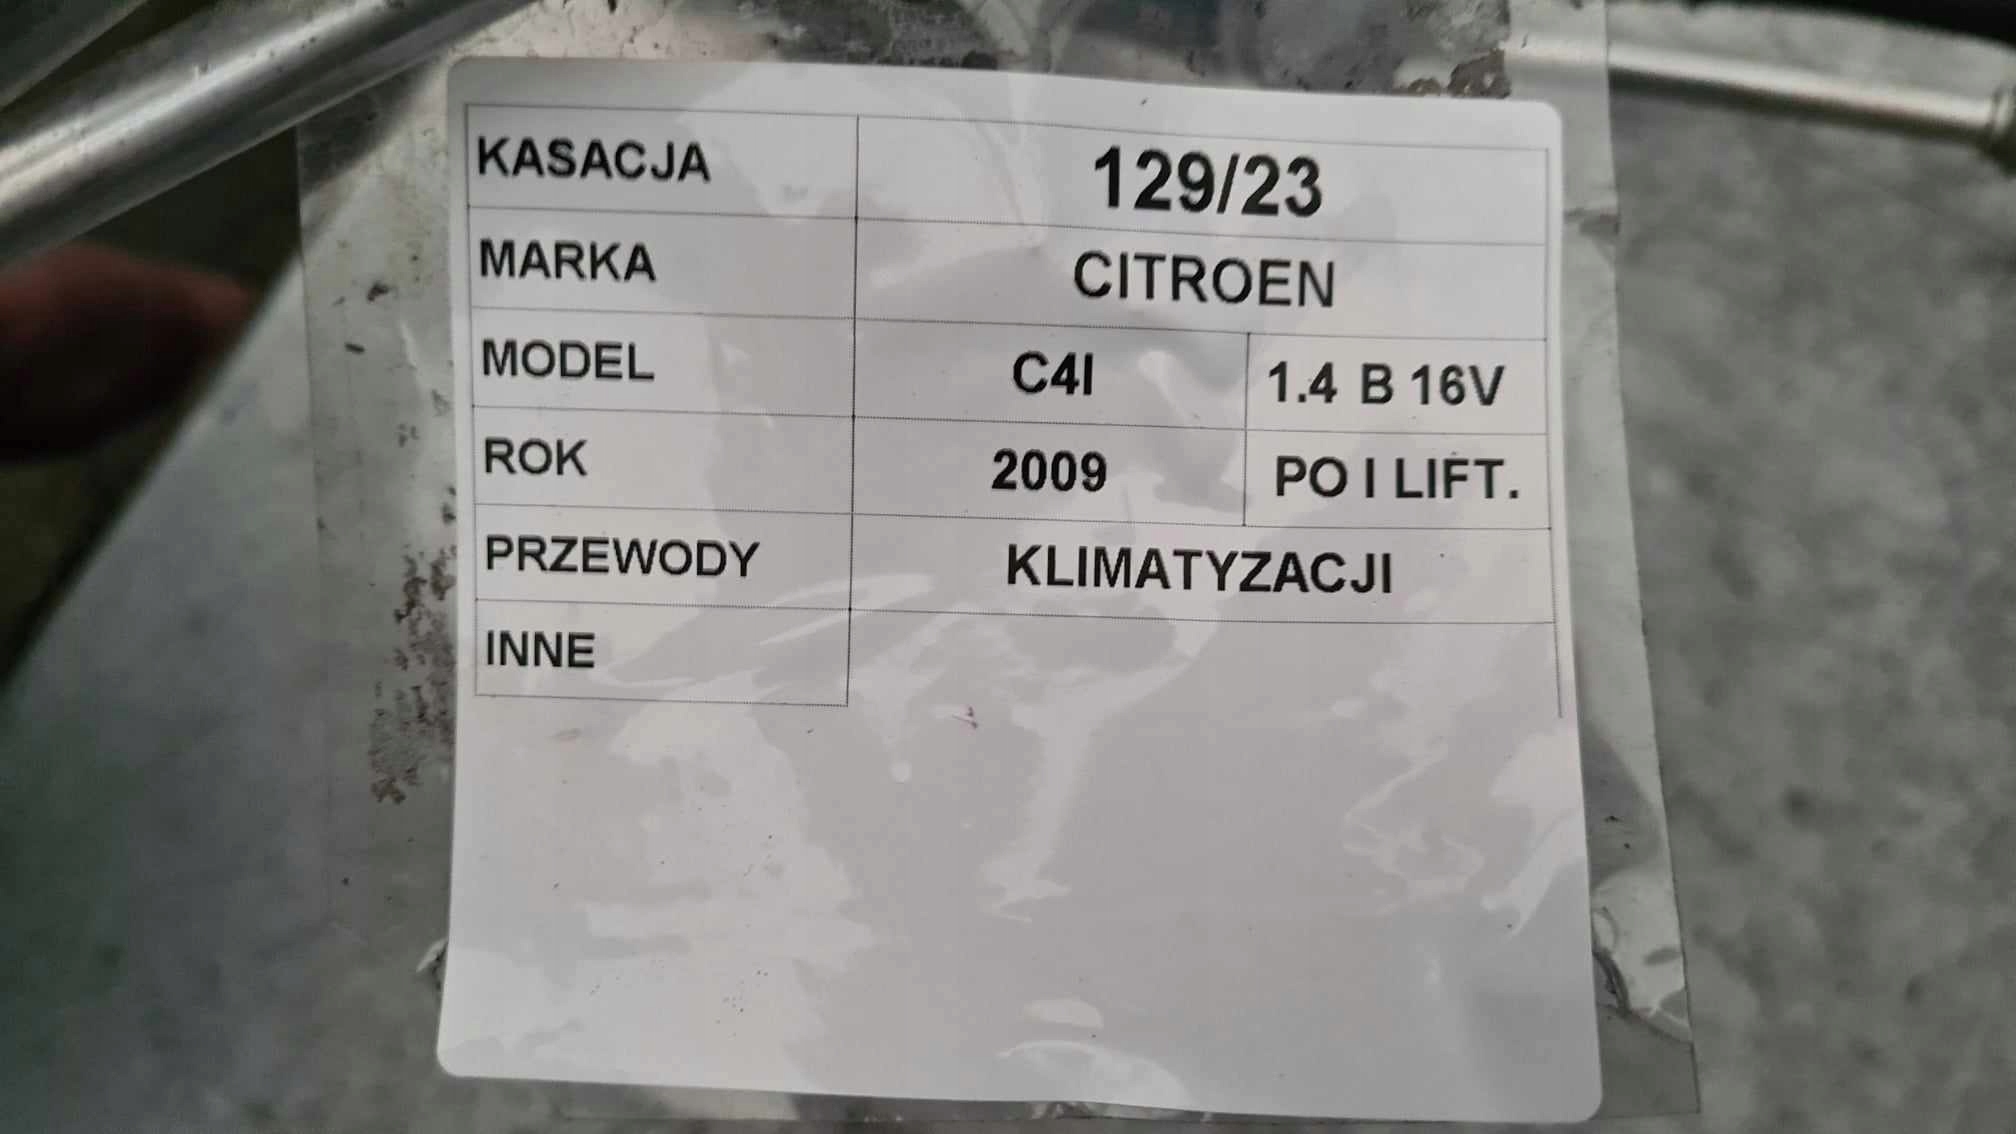 KASACJA 129/23
MARKA CITROEN
MODEL C4I 1.4 B 16V
ROK 2009 PO I LIFT.
PRZEWODY KLIMATYZACJI
INNE